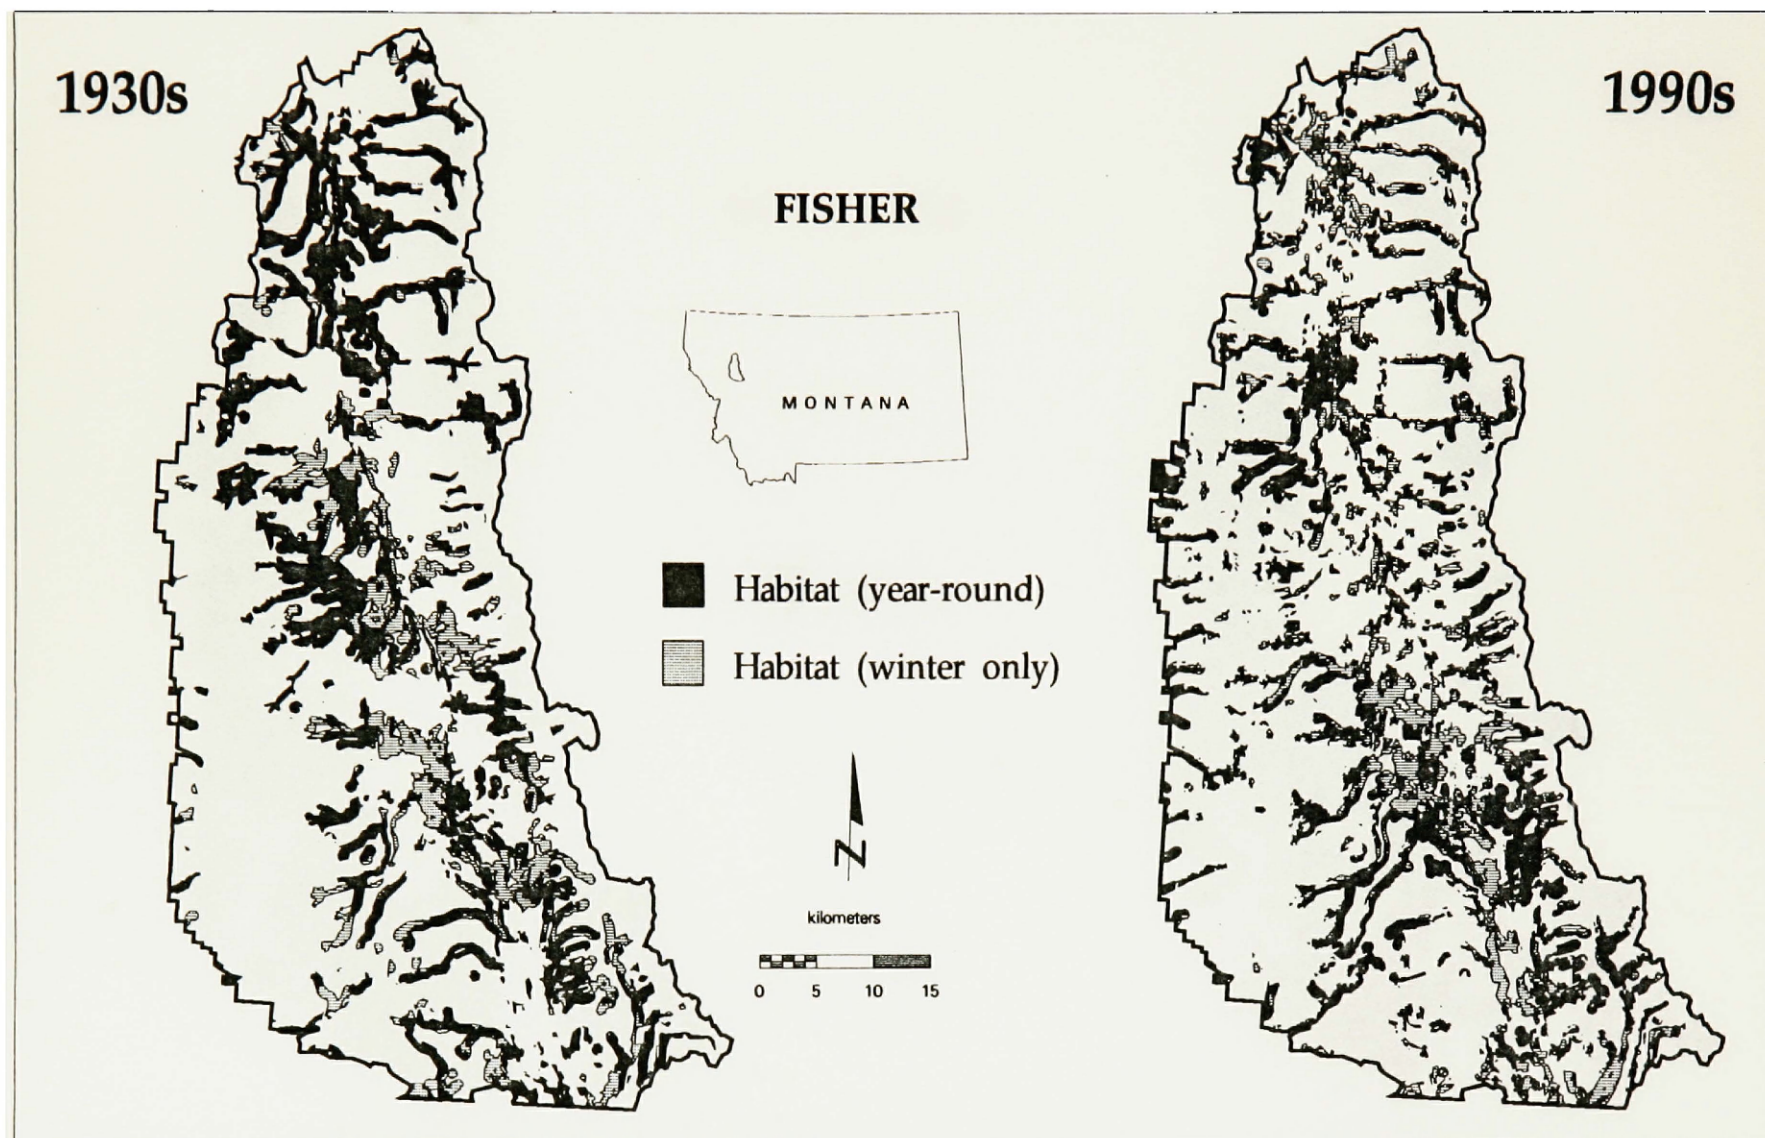 1930s
1990s
FISHER
MONTANA
Habitat (year-round)
Habitat (winter only)
N
kilometers
0 5 10 15